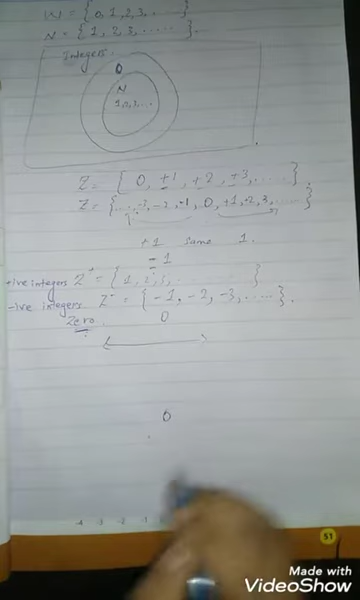 W = {0, 1, 2, 3, ....}
N = {1, 2, 3, ......}.
Integers.
0
N
1, 2, 3, ...
Z = {0, ±1, ±2, ±3, ......}
Z = {...., -3, -2, -1, 0, +1, +2, 3, .....}
+1 same 1.
-1
+ive integers Z⁺ = {1, 2, 3, ........}
-ive integers Z⁻ = {-1, -2, -3, .....}.
Zero. 0
0
-4 -3 -2 -1
51
Made with
VideoShow